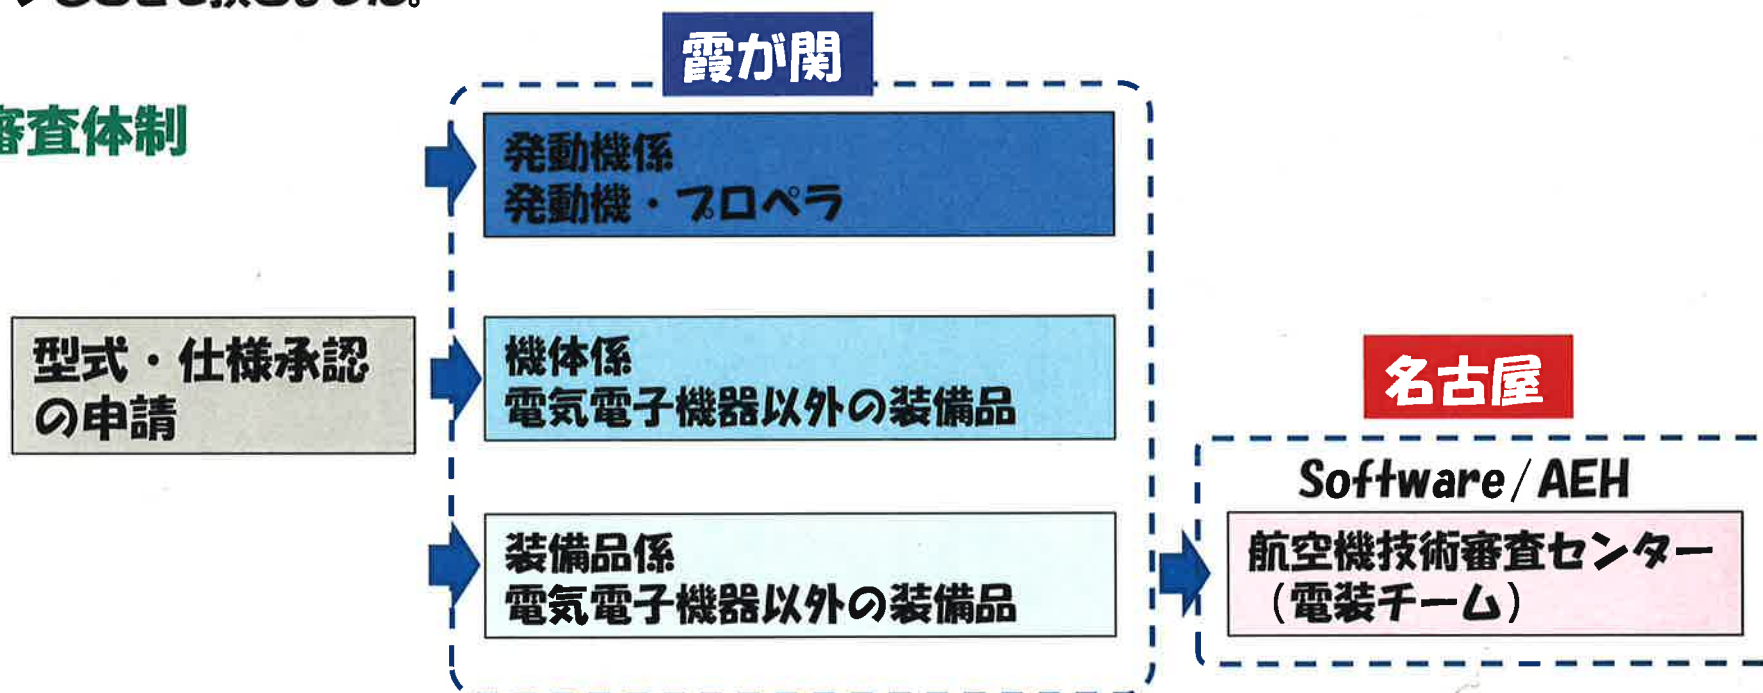 霞が関
審査体制
発動機係
発動機・プロペラ
型式・仕様承認
の申請
機体係
電気電子機器以外の装備品
名古屋
Software/AEH
装備品係
電気電子機器以外の装備品
航空機技術審査センター
（電装チーム）